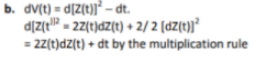 b. dV(t) = d[Z(t)]² – dt.
d[Z(t]² = 2Z(t)dZ(t) + 2/ 2 [dZ(t)]²
= 2Z(t)dZ(t) + dt by the multiplication rule